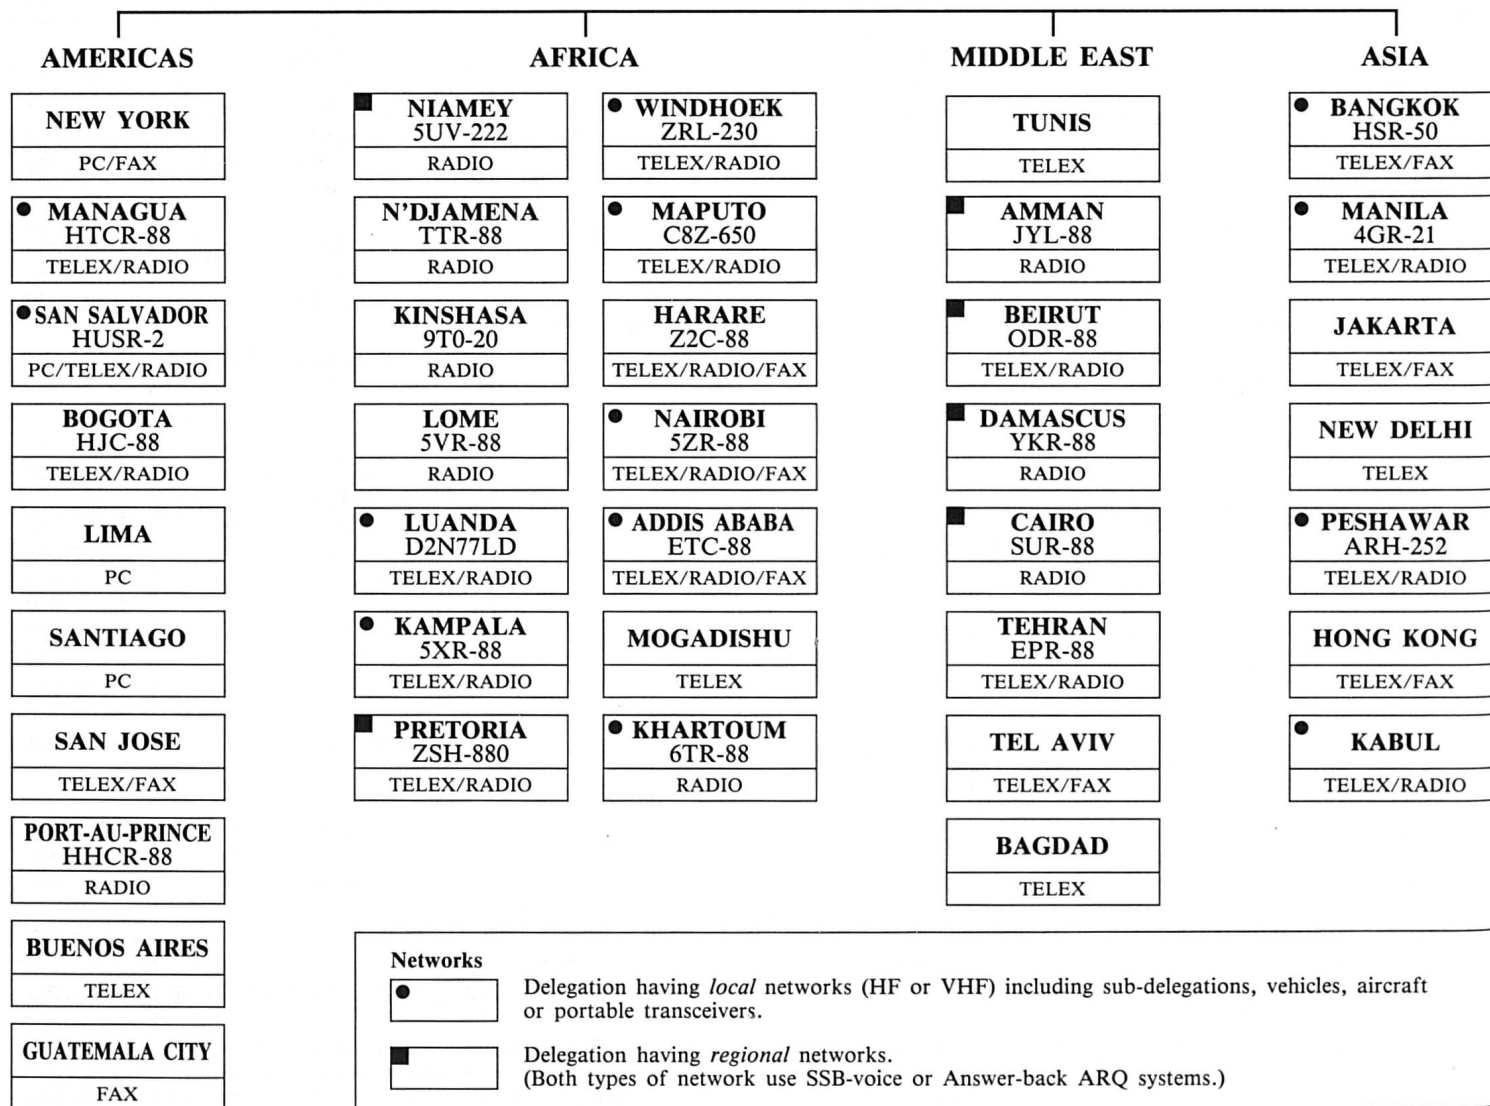 AMERICAS
NEW YORK
PC/FAX
MANAGUA
HTCR-88
TELEX/RADIO
SAN SALVADOR
HUSR-2
PC/TELEX/RADIO
BOGOTA
HJC-88
TELEX/RADIO
LIMA
PC
SANTIAGO
PC
SAN JOSE
TELEX/FAX
PORT-AU-PRINCE
HHCR-88
RADIO
BUENOS AIRES
TELEX
GUATEMALA CITY
FAX
AFRICA
NIAMEY
5UV-222
RADIO
N'DJAMENA
TTR-88
RADIO
KINSHASA
9T0-20
RADIO
LOME
5VR-88
RADIO
LUANDA
D2N77LD
TELEX/RADIO
KAMPALA
5XR-88
TELEX/RADIO
PRETORIA
ZSH-880
TELEX/RADIO
WINDHOEK
ZRL-230
TELEX/RADIO
MAPUTO
C8Z-650
TELEX/RADIO
HARARE
Z2C-88
TELEX/RADIO/FAX
NAIROBI
5ZR-88
TELEX/RADIO/FAX
ADDIS ABABA
ETC-88
TELEX/RADIO/FAX
MOGADISHU
TELEX
KHARTOUM
6TR-88
RADIO
MIDDLE EAST
TUNIS
TELEX
AMMAN
JYL-88
RADIO
BEIRUT
ODR-88
TELEX/RADIO
DAMASCUS
YKR-88
RADIO
CAIRO
SUR-88
RADIO
TEHRAN
EPR-88
TELEX/RADIO
TEL AVIV
TELEX/FAX
BAGDAD
TELEX
ASIA
BANGKOK
HSR-50
TELEX/FAX
MANILA
4GR-21
TELEX/RADIO
JAKARTA
TELEX/FAX
NEW DELHI
TELEX
PESHAWAR
ARH-252
TELEX/RADIO
HONG KONG
TELEX/FAX
KABUL
TELEX/RADIO
Networks
Delegation having local networks (HF or VHF) including sub-delegations, vehicles, aircraft
or portable transceivers.
Delegation having regional networks.
(Both types of network use SSB-voice or Answer-back ARQ systems.)